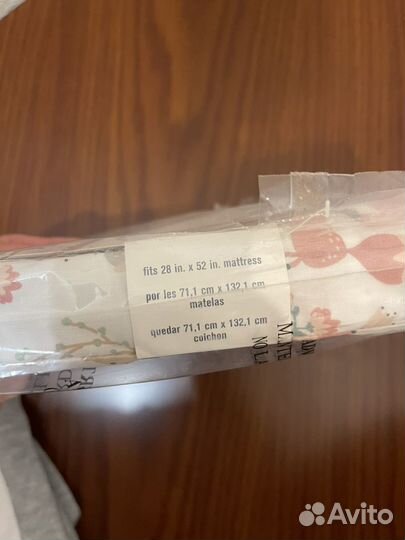 fits 28 in. x 52 in. mattress
por les 71,1 cm x 132,1 cm
matelas
quedar 71,1 cm x 132,1 cm
colchon
Avito